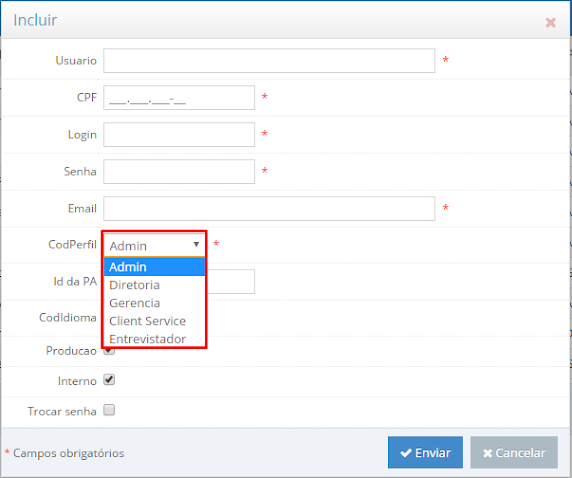 Incluir ×
Usuario *
CPF ___.___.___-__ *
Login *
Senha *
Email *
CodPerfil Admin *
Admin
Diretoria
Id da PA
Gerencia
CodIdioma Client Service
Entrevistador
Producao
Interno
Trocar senha
* Campos obrigatórios Enviar Cancelar